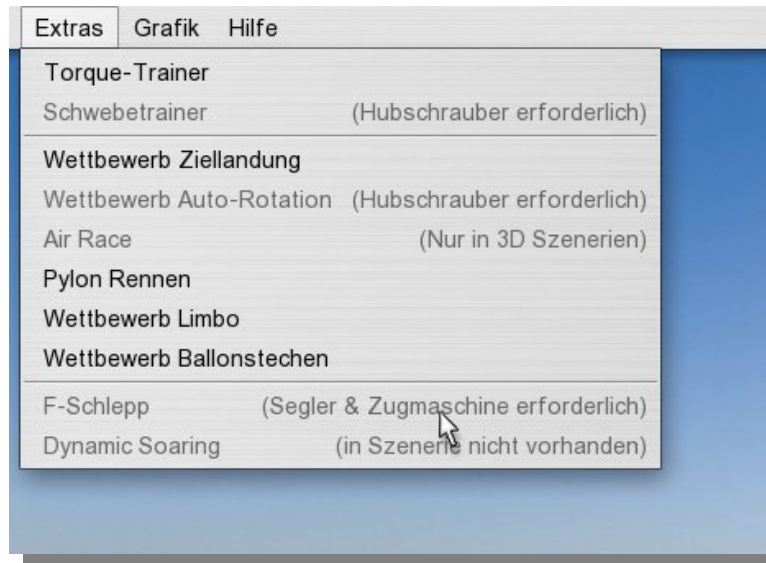 Extras Grafik Hilfe
Torque-Trainer
Schwebetrainer (Hubschrauber erforderlich)
Wettbewerb Ziellandung
Wettbewerb Auto-Rotation (Hubschrauber erforderlich)
Air Race (Nur in 3D Szenerien)
Pylon Rennen
Wettbewerb Limbo
Wettbewerb Ballonstechen
F-Schlepp (Segler & Zugmaschine erforderlich)
Dynamic Soaring (in Szenerie nicht vorhanden)